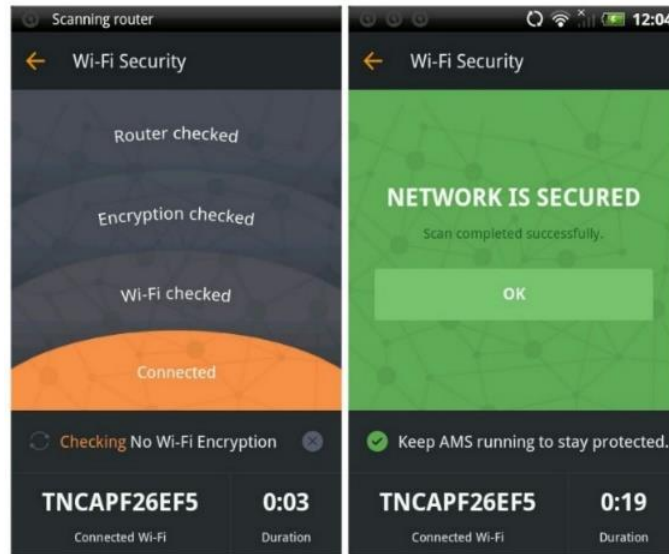 Scanning router
Wi-Fi Security
Router checked
Encryption checked
Wi-Fi checked
Connected
Checking No Wi-Fi Encryption
TNCAPF26EF5
0:03
Connected Wi-Fi
Duration
12:04
Wi-Fi Security
NETWORK IS SECURED
Scan completed successfully.
OK
Keep AMS running to stay protected.
TNCAPF26EF5
0:19
Connected Wi-Fi
Duration